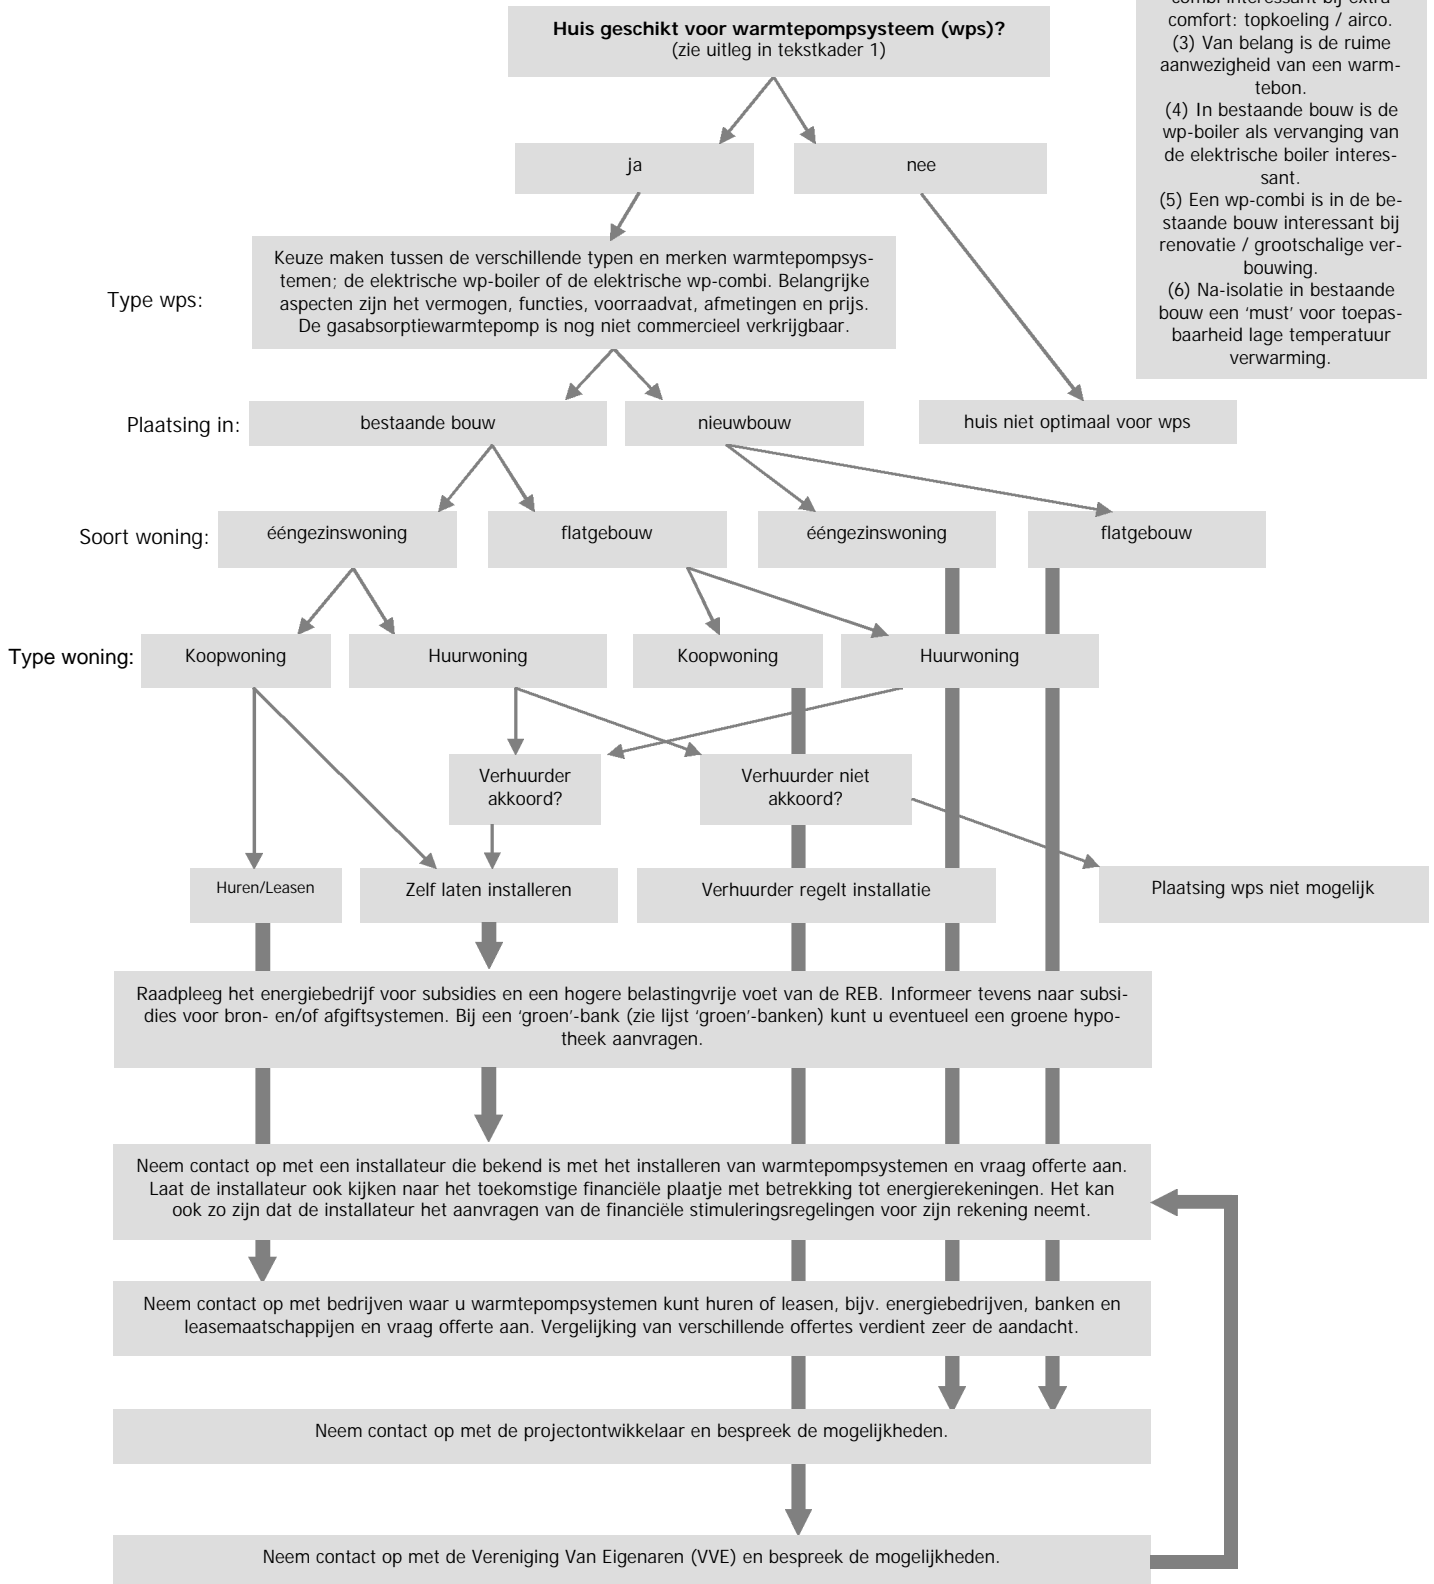 Huis geschikt voor warmtepompsysteem (wps)?
(zie uitleg in tekstkader 1)
comfort: topkoeling / airco.
(3) Van belang is de ruime
aanwezigheid van een warm-
tebon.
(4) In bestaande bouw is de
wp-boiler als vervanging van
de elektrische boiler interes-
sant.
(5) Een wp-combi is in de be-
staande bouw interessant bij
renovatie / grootschalige ver-
bouwing.
(6) Na-isolatie in bestaande
bouw een ‘must’ voor toepas-
baarheid lage temperatuur
verwarming.
ja
nee
Type wps:
Keuze maken tussen de verschillende typen en merken warmtepompsys-
temen; de elektrische wp-boiler of de elektrische wp-combi. Belangrijke
aspecten zijn het vermogen, functies, voorraadvat, afmetingen en prijs.
De gasabsorptiewarmtepomp is nog niet commercieel verkrijgbaar.
Plaatsing in:
bestaande bouw
nieuwbouw
huis niet optimaal voor wps
Soort woning:
ééngezinswoning
flatgebouw
ééngezinswoning
flatgebouw
Type woning:
Koopwoning
Huurwoning
Koopwoning
Huurwoning
Verhuurder
akkoord?
Verhuurder niet
akkoord?
Huren/Leasen
Zelf laten installeren
Verhuurder regelt installatie
Plaatsing wps niet mogelijk
Raadpleeg het energiebedrijf voor subsidies en een hogere belastingvrije voet van de REB. Informeer tevens naar subsi-
dies voor bron- en/of afgiftsystemen. Bij een ‘groen’-bank (zie lijst ‘groen’-banken) kunt u eventueel een groene hypo-
theek aanvragen.
Neem contact op met een installateur die bekend is met het installeren van warmtepompsystemen en vraag offerte aan.
Laat de installateur ook kijken naar het toekomstige financiële plaatje met betrekking tot energierekeningen. Het kan
ook zo zijn dat de installateur het aanvragen van de financiële stimuleringsregelingen voor zijn rekening neemt.
Neem contact op met bedrijven waar u warmtepompsystemen kunt huren of leasen, bijv. energiebedrijven, banken en
leasemaatschappijen en vraag offerte aan. Vergelijking van verschillende offertes verdient zeer de aandacht.
Neem contact op met de projectontwikkelaar en bespreek de mogelijkheden.
Neem contact op met de Vereniging Van Eigenaren (VVE) en bespreek de mogelijkheden.